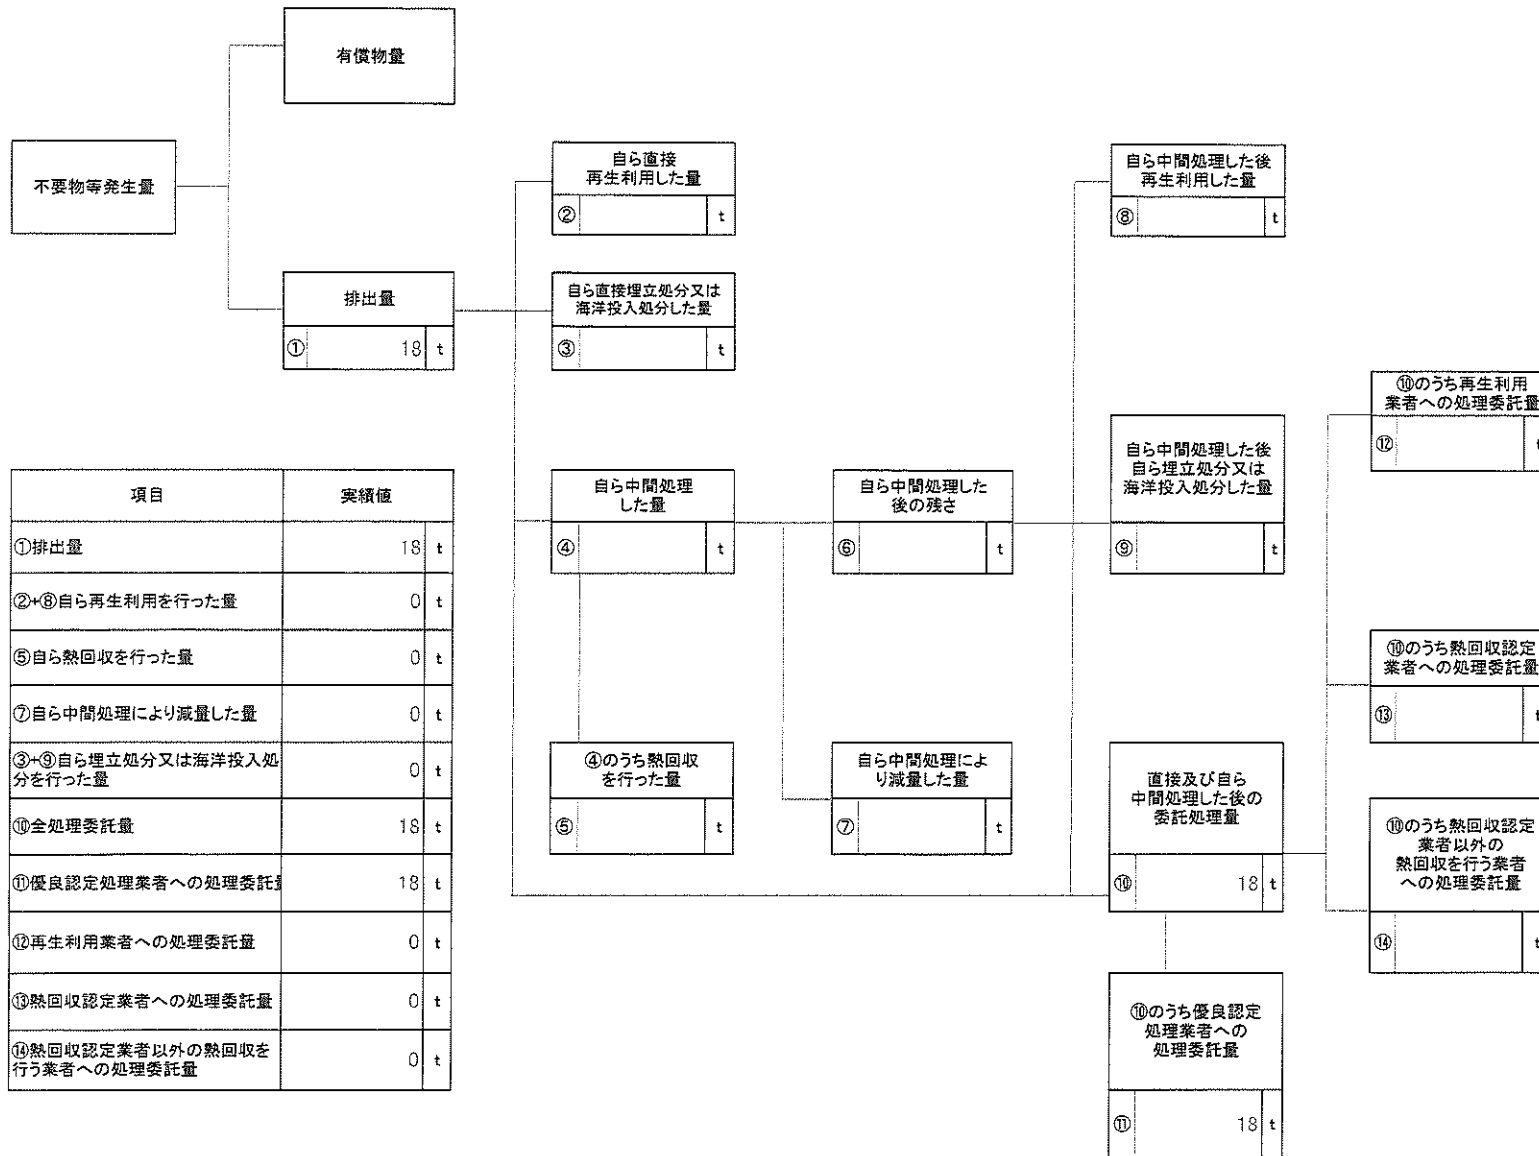 有償物量
不要物等発生量
排出量
① 18 t
自ら直接
再生利用した量
② t
自ら直接埋立処分又は
海洋投入処分した量
③ t
自ら中間処理
した量
④ t
④のうち熱回収
を行った量
⑤ t
自ら中間処理した
後の残さ
⑥ t
自ら中間処理によ
り減量した量
⑦ t
自ら中間処理した後
再生利用した量
⑧ t
自ら中間処理した後
自ら埋立処分又は
海洋投入処分した量
⑨ t
直接及び自ら
中間処理した後の
委託処理量
⑩ 18 t
⑩のうち優良認定
処理業者への
処理委託量
⑪ 18 t
⑩のうち再生利用
業者への処理委託量
⑫ t
⑩のうち熱回収認定
業者への処理委託量
⑬ t
⑩のうち熱回収認定
業者以外の
熱回収を行う業者
への処理委託量
⑭ t
項目 実績値
①排出量 18 t
②+⑧自ら再生利用を行った量 0 t
⑤自ら熱回収を行った量 0 t
⑦自ら中間処理により減量した量 0 t
③+⑨自ら埋立処分又は海洋投入処
分を行った量 0 t
⑩全処理委託量 18 t
⑪優良認定処理業者への処理委託量 18 t
⑫再生利用業者への処理委託量 0 t
⑬熱回収認定業者への処理委託量 0 t
⑭熱回収認定業者以外の熱回収を
行う業者への処理委託量 0 t